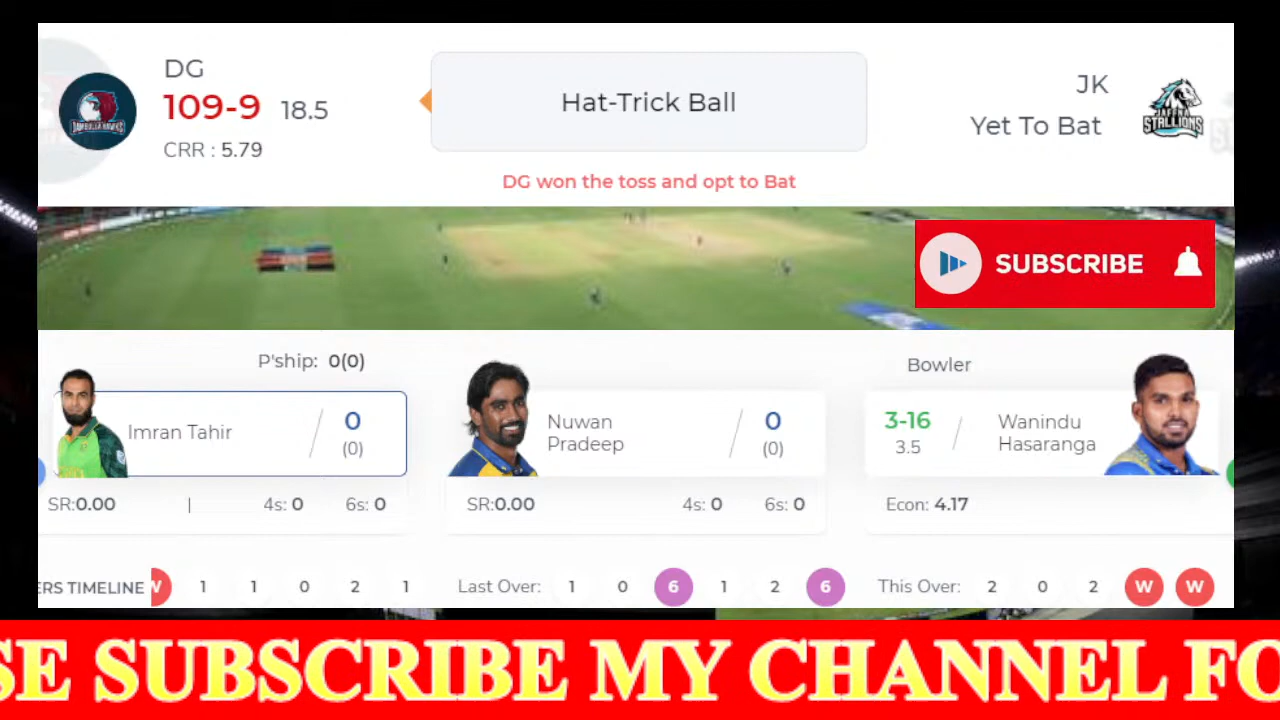 DG
109-9 18.5
CRR : 5.79
DAMBULLA HAWKS
Hat-Trick Ball
DG won the toss and opt to Bat
JK
Yet To Bat
JAFFNA
STALLIONS
SUBSCRIBE
P'ship: 0(0)
Imran Tahir / 0
(0)
SR:0.00 | 4s: 0 6s: 0
Nuwan
Pradeep / 0
(0)
SR:0.00 4s: 0 6s: 0
Bowler
3-16 / Wanindu
3.5 Hasaranga
Econ: 4.17
ERS TIMELINE W 1 1 0 2 1 Last Over: 1 0 6 1 2 6 This Over: 2 0 2 W W
SE SUBSCRIBE MY CHANNEL FO